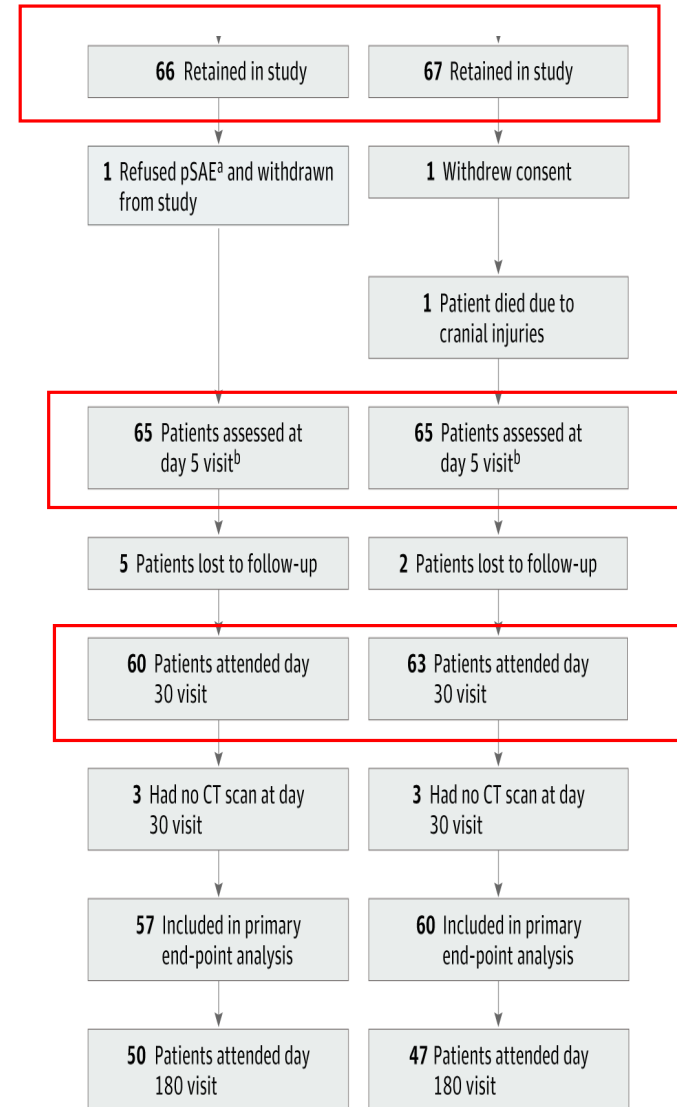 66 Retained in study
67 Retained in study
1 Refused pSAEa and withdrawn
from study
1 Withdrew consent
1 Patient died due to
cranial injuries
65 Patients assessed at
day 5 visitb
65 Patients assessed at
day 5 visitb
5 Patients lost to follow-up
2 Patients lost to follow-up
60 Patients attended day
30 visit
63 Patients attended day
30 visit
3 Had no CT scan at day
30 visit
3 Had no CT scan at day
30 visit
57 Included in primary
end-point analysis
60 Included in primary
end-point analysis
50 Patients attended day
180 visit
47 Patients attended day
180 visit